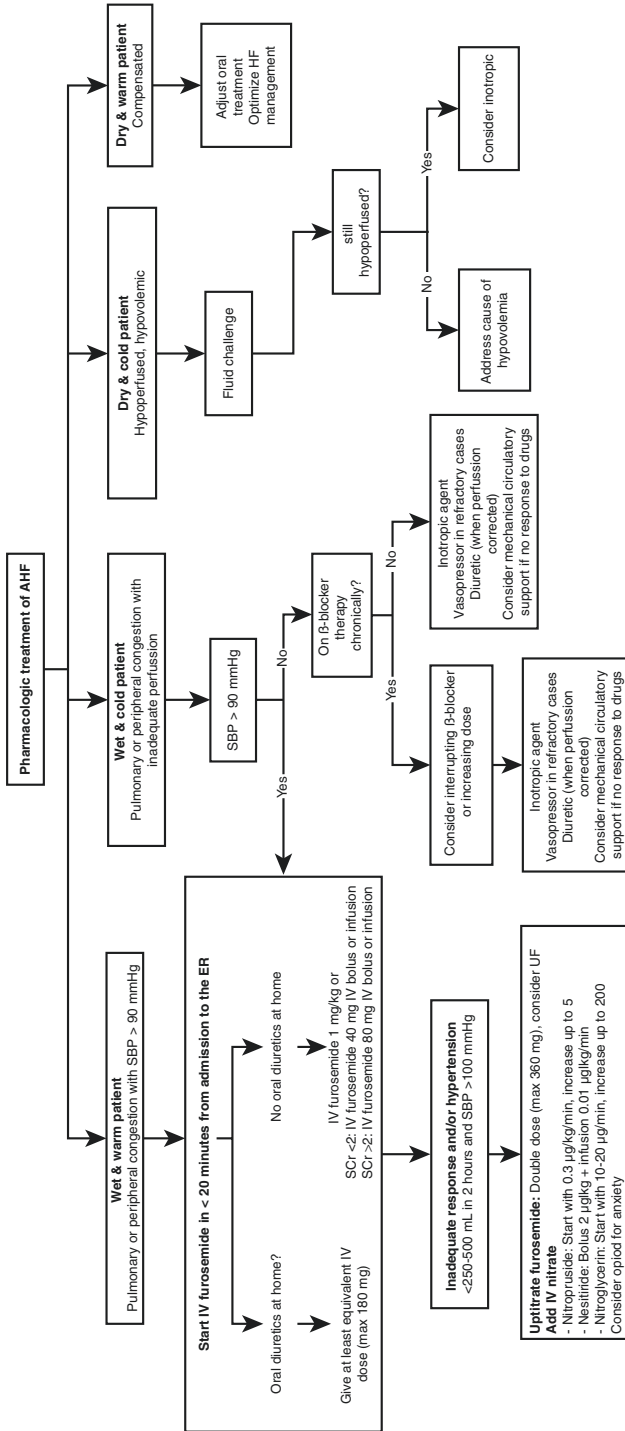 Pharmacologic treatment of AHF
Wet & warm patient
Pulmonary or peripheral congestion with SBP > 90 mmHg
Start IV furosemide in < 20 minutes from admission to the ER
Oral diuretics at home?
Give at least equivalent IV
dose (max 180 mg)
No oral diuretics at home
IV furosemide 1 mg/kg or
SCr <2: IV furosemide 40 mg IV bolus or infusion
SCr >2: IV furosemide 80 mg IV bolus or infusion
Inadequate response and/or hypertension
<250-500 mL in 2 hours and SBP >100 mmHg
Uptitrate furosemide: Double dose (max 360 mg), consider UF
Add IV nitrate
- Nitropruside: Start with 0.3 µg/kg/min, increase up to 5
- Nesitiride: Bolus 2 µglkg + infusion 0.01 µglkg/min
- Nitroglycerin: Start with 10-20 µg/min, increase up to 200
Consider opiod for anxiety
Wet & cold patient
Pulmonary or peripheral congestion with
inadequate perfussion
SBP > 90 mmHg
Yes
No
On ß-blocker
therapy
chronically?
Yes
No
Consider interrupting ß-blocker
or increasing dose
Inotropic agent
Vasopressor in refractory cases
Diuretic (when perfussion
corrected)
Consider mechanical circulatory
support if no response to drugs
Inotropic agent
Vasopressor in refractory cases
Diuretic (when perfussion
corrected)
Consider mechanical circulatory
support if no response to drugs
Dry & cold patient
Hypoperfused, hypovolemic
Fluid challenge
still
hypoperfused?
No
Yes
Address cause of
hypovolemia
Consider inotropic
Dry & warm patient
Compensated
Adjust oral
treatment
Optimize HF
management